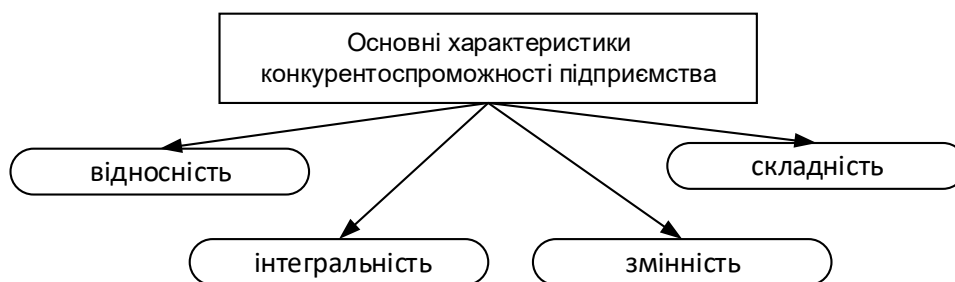 Основні характеристики
конкурентоспроможності підприємства
відносність
складність
інтегральність
змінність